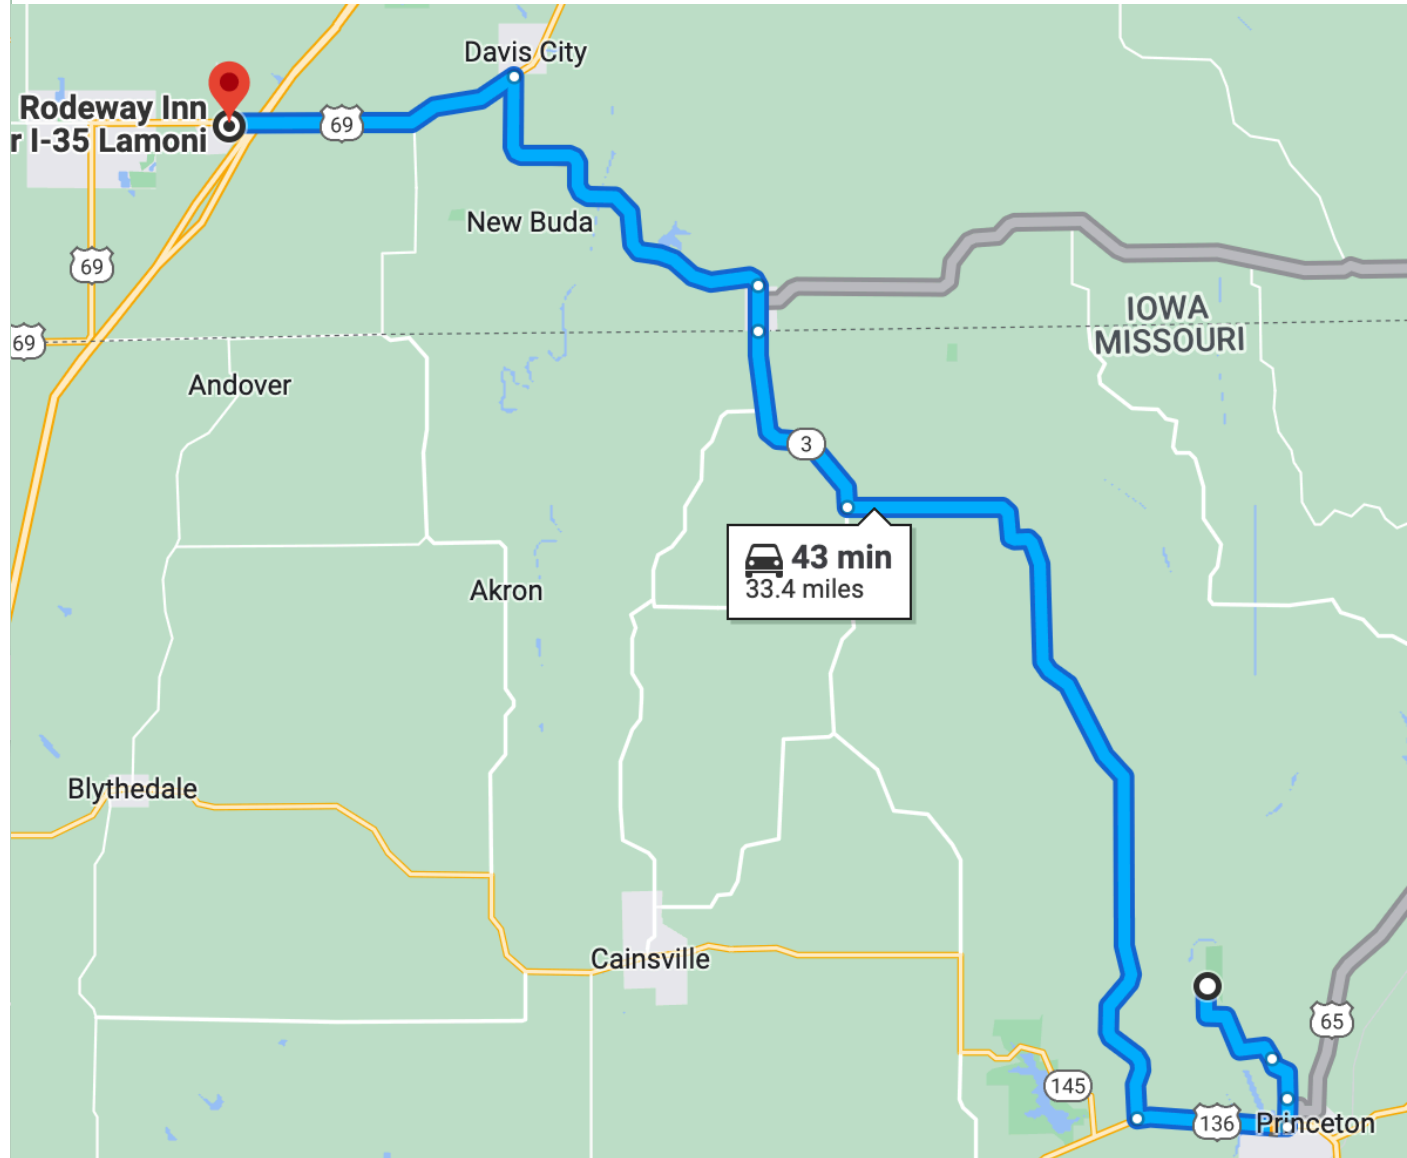 Davis City
Rodeway Inn
r I-35 Lamoni
69
New Buda
69
IOWA
MISSOURI
69
Andover
3
43 min
33.4 miles
Akron
Blythedale
Cainsville
65
145
136
Princeton